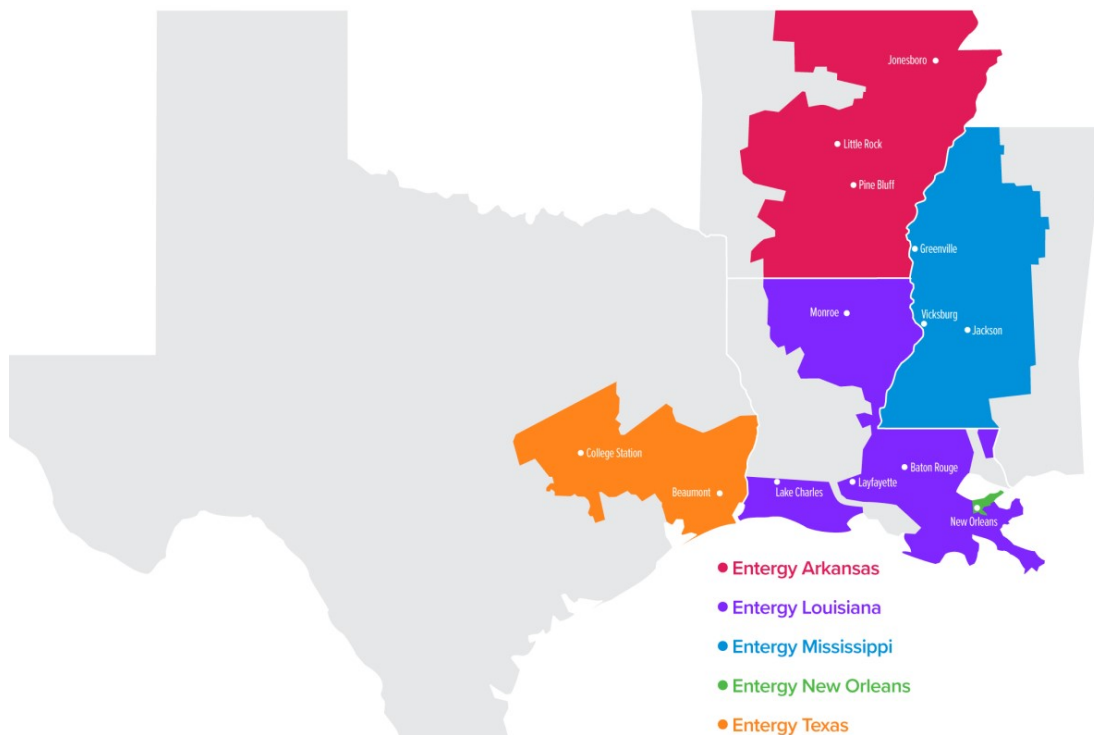 Jonesboro
Little Rock
Pine Bluff
Greenville
Monroe
Vicksburg
Jackson
College Station
Beaumont
Lake Charles
Layfayette
Baton Rouge
New Orleans
Entergy Arkansas
Entergy Louisiana
Entergy Mississippi
Entergy New Orleans
Entergy Texas